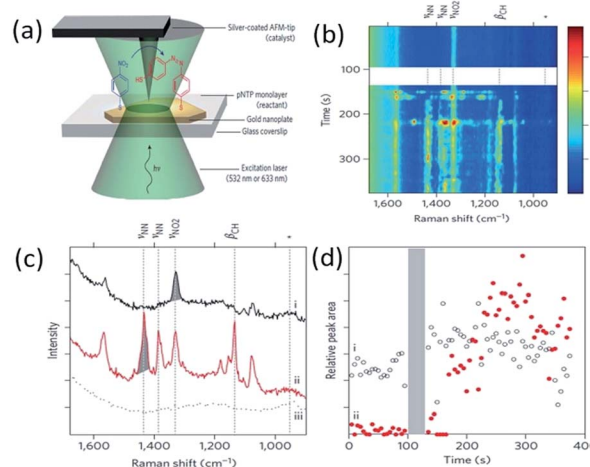 (a)
Silver-coated AFM-tip
(catalyst)
NO₂
HS
N=N
pNTP monolayer
(reactant)
Gold nanoplate
Glass coverslip
hν
Excitation laser
(532 nm or 633 nm)
(b)
νNN
νNN
νNO2
βCH
*
100
200
300
Time (s)
1,600
1,400
1,200
1,000
Raman shift (cm⁻¹)
(c)
νNN
νNN
νNO2
βCH
*
Intensity
i
ii
iii
1,600
1,400
1,200
1,000
Raman shift (cm⁻¹)
(d)
Relative peak area
i
ii
0
100
200
300
40
Time (s)